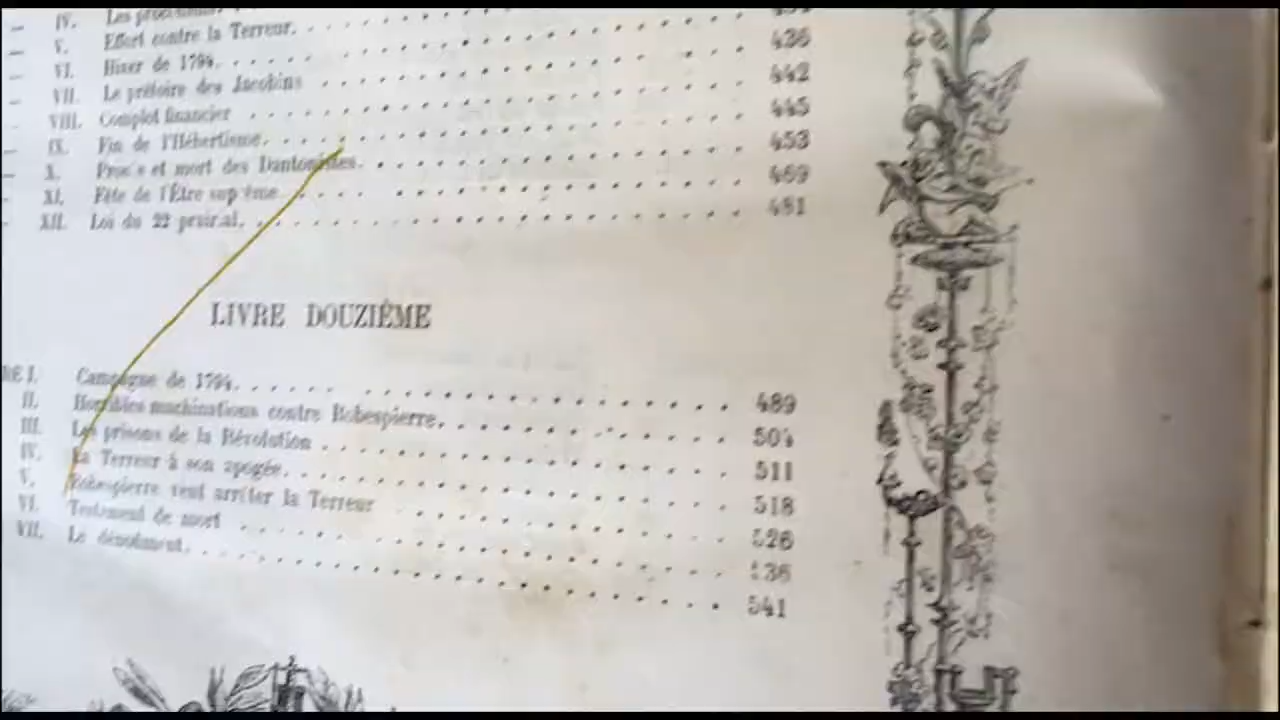 IV. Les
V. Effort contre la Terreur. 436
VI. Hiver de 1794. 442
VII. Le prétoire des Jacobins 445
VIII. Complot financier 453
IX. Fin de l'Hébertisme. 469
X. Procès et mort des Dantonistes. 481
XI. Fête de l'Être suprême
XII. Loi du 22 prairial.
LIVRE DOUZIÈME
RE I. Campagne de 1794. 489
II. Horribles machinations contre Robespierre. 504
III. Les prisons de la Révolution 511
IV. La Terreur à son apogée. 518
V. Robespierre veut arrêter la Terreur 526
VI. Testament de mort 536
VII. Le dénoûment. 541